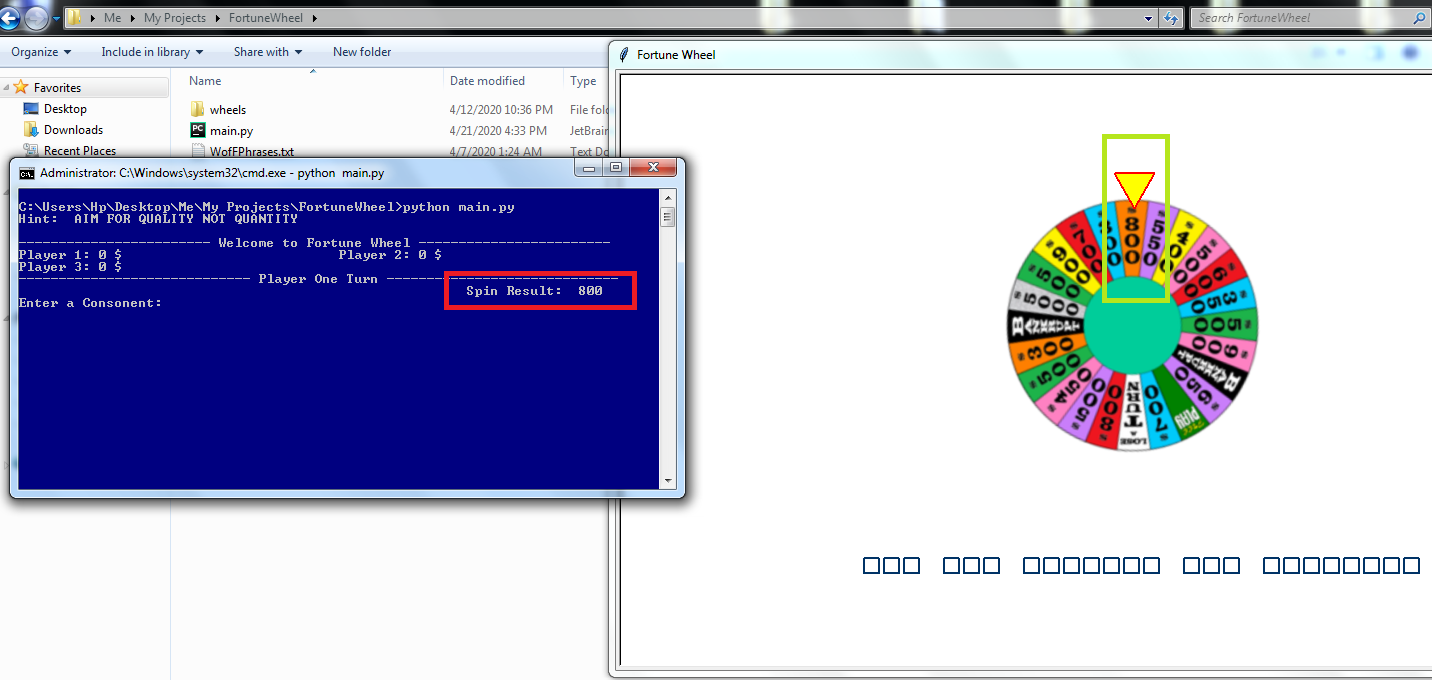 Me ▸ My Projects ▸ FortuneWheel ▸
Search FortuneWheel
Organize Include in library Share with New folder
Favorites
Desktop
Downloads
Recent Places
Name Date modified Type
wheels 4/12/2020 10:36 PM File fold
main.py 4/21/2020 4:33 PM JetBrain
WofFPhrases.txt 4/7/2020 1:24 AM Text Do
Administrator: C:\Windows\system32\cmd.exe - python main.py
C:\Users\Hp\Desktop\Me\My Projects\FortuneWheel>python main.py
Hint: AIM FOR QUALITY NOT QUANTITY
------------------------ Welcome to Fortune Wheel ------------------------
Player 1: 0 $ Player 2: 0 $
Player 3: 0 $
----------------------------- Player One Turn -----------------------------
Spin Result: 800
Enter a Consonent:
Fortune Wheel
800
550
500
350
500
600
BANKRUPT
650
FREE PLAY
700
LOSE A TURN
800
500
450
500
300
BANKRUPT
5000
500
900
700